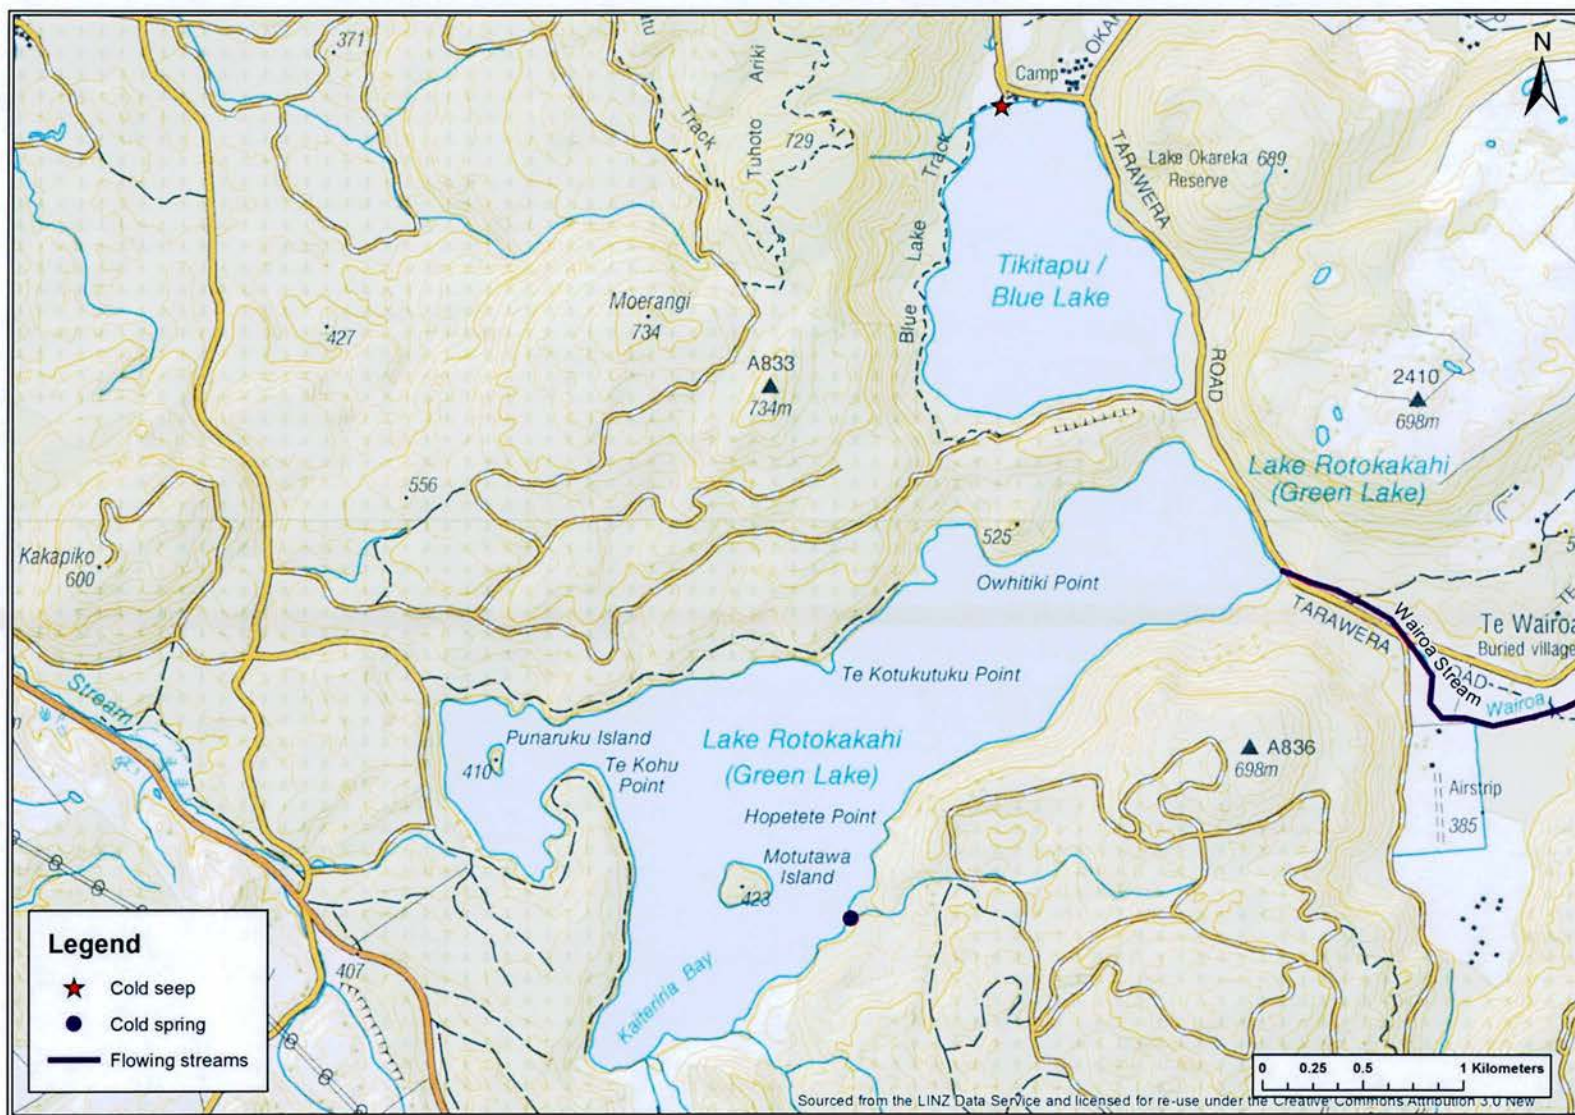 371
Track
Tuhoto Ariki
729
Camp
OKAR
N
Track
Lake Okareka 689
Reserve
TARAWERA
Blue Lake
Tikitapu /
Blue Lake
Moerangi
734
427
A833
734m
ROAD
2410
698m
Lake Rotokakahi
(Green Lake)
556
525
Kakapiko
600
Owhitiki Point
TARAWERA
Wairoa Stream
Te Wairoa
Buried village
OAD
Wairoa
Te Kotukutuku Point
Stream
Punaruku Island
410
Te Kohu
Point
Lake Rotokakahi
(Green Lake)
A836
698m
Hopetete Point
Airstrip
385
Motutawa
Island
423
Kaiteriria Bay
407
Legend
Cold seep
Cold spring
Flowing streams
0 0.25 0.5 1 Kilometers
Sourced from the LINZ Data Service and licensed for re-use under the Creative Commons Attribution 3.0 New